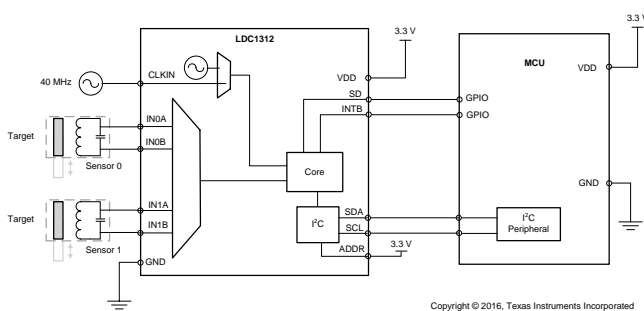 3.3 V
3.3 V
LDC1312
MCU
40 MHz
CLKIN
VDD
VDD
SD
GPIO
INTB
GPIO
Target
IN0A
IN0B
Sensor 0
Core
GND
Target
IN1A
IN1B
Sensor 1
I²C
SDA
SCL
ADDR
3.3 V
I²C
Peripheral
GND
Copyright © 2016, Texas Instruments Incorporated